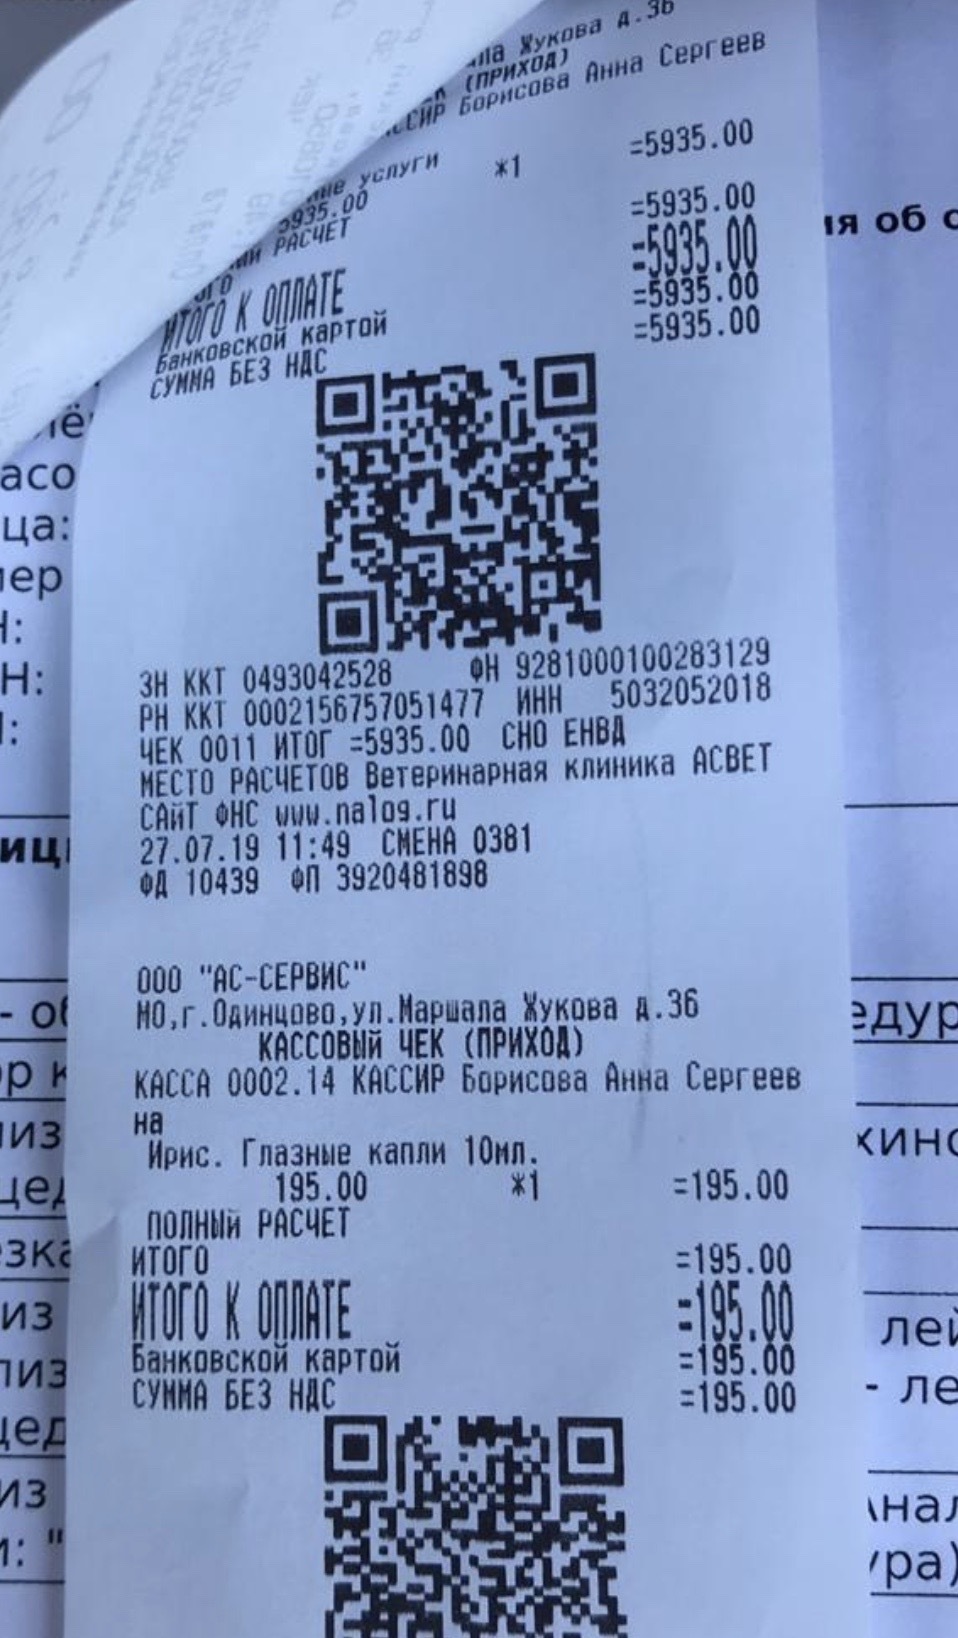 Жукова д.3б
(ПРИХОД)
Борисова Анна Сергеев
услуги
*1 =5935.00
5935.00
РАСЧЕТ
=5935.00
ИТОГО К ОПЛАТЕ =5935.00
Банковской картой =5935.00
СУММА БЕЗ НДС =5935.00
ЗН ККТ 0493042528 ФН 9281000100283129
РН ККТ 0002156757051477 ИНН 5032052018
ЧЕК 0011 ИТОГ =5935.00 СНО ЕНВД
МЕСТО РАСЧЕТОВ Ветеринарная клиника АСВЕТ
САЙТ ФНС www.nalog.ru
27.07.19 11:49 СМЕНА 0381
ФД 10439 ФП 3920481898
ООО "АС-СЕРВИС"
МО,г.Одинцово,ул.Маршала Жукова д.3б
КАССОВЫЙ ЧЕК (ПРИХОД)
КАССА 0002.14 КАССИР Борисова Анна Сергеев
на
Ирис. Глазные капли 10мл.
195.00 *1 =195.00
ПОЛНЫЙ РАСЧЕТ
ИТОГО =195.00
ИТОГО К ОПЛАТЕ =195.00
Банковской картой =195.00
СУММА БЕЗ НДС =195.00